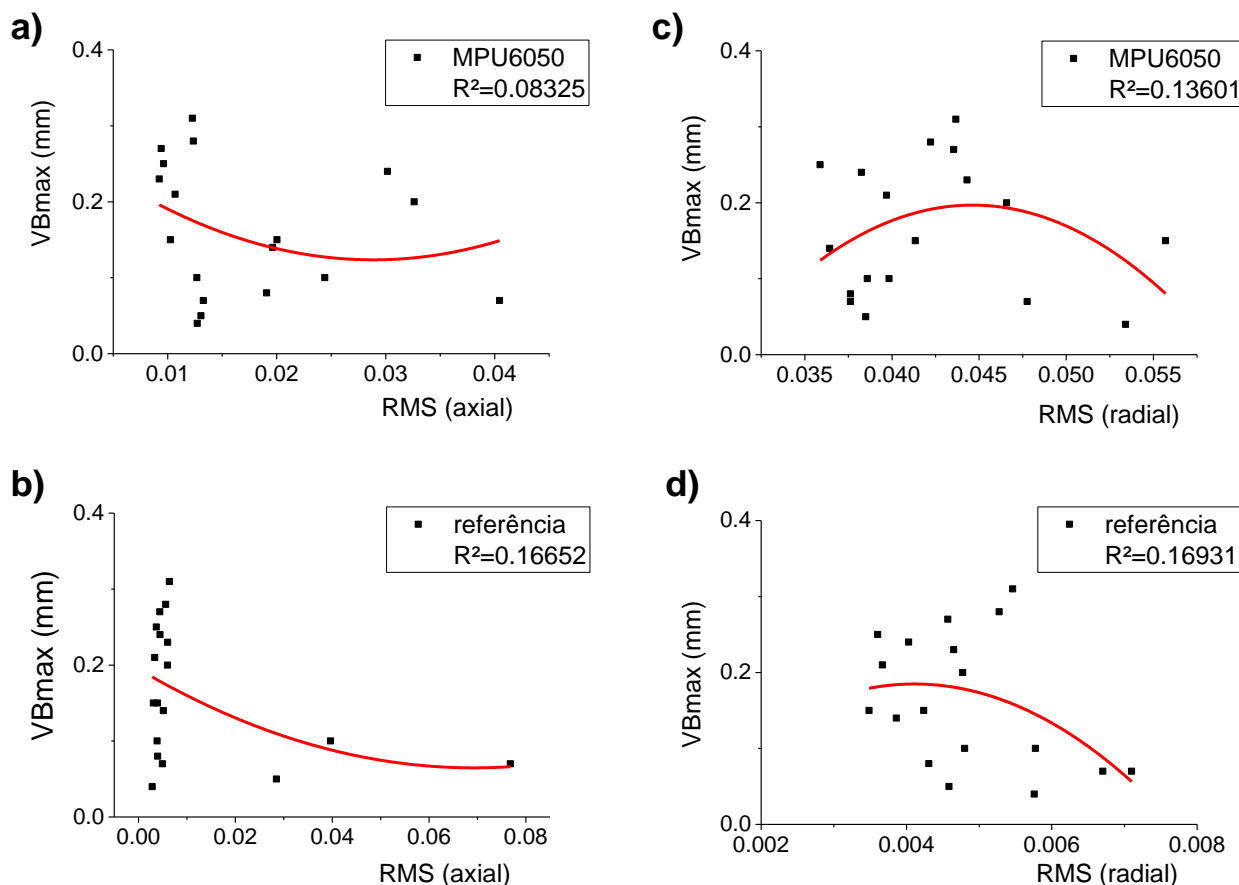 a)
MPU6050
R²=0.08325
VBmax (mm)
0.4
0.2
0.0
0.01 0.02 0.03 0.04
RMS (axial)
c)
MPU6050
R²=0.13601
VBmax (mm)
0.4
0.2
0.0
0.035 0.040 0.045 0.050 0.055
RMS (radial)
b)
referência
R²=0.16652
VBmax (mm)
0.4
0.2
0.0
0.00 0.02 0.04 0.06 0.08
RMS (axial)
d)
referência
R²=0.16931
VBmax (mm)
0.4
0.2
0.0
0.002 0.004 0.006 0.008
RMS (radial)